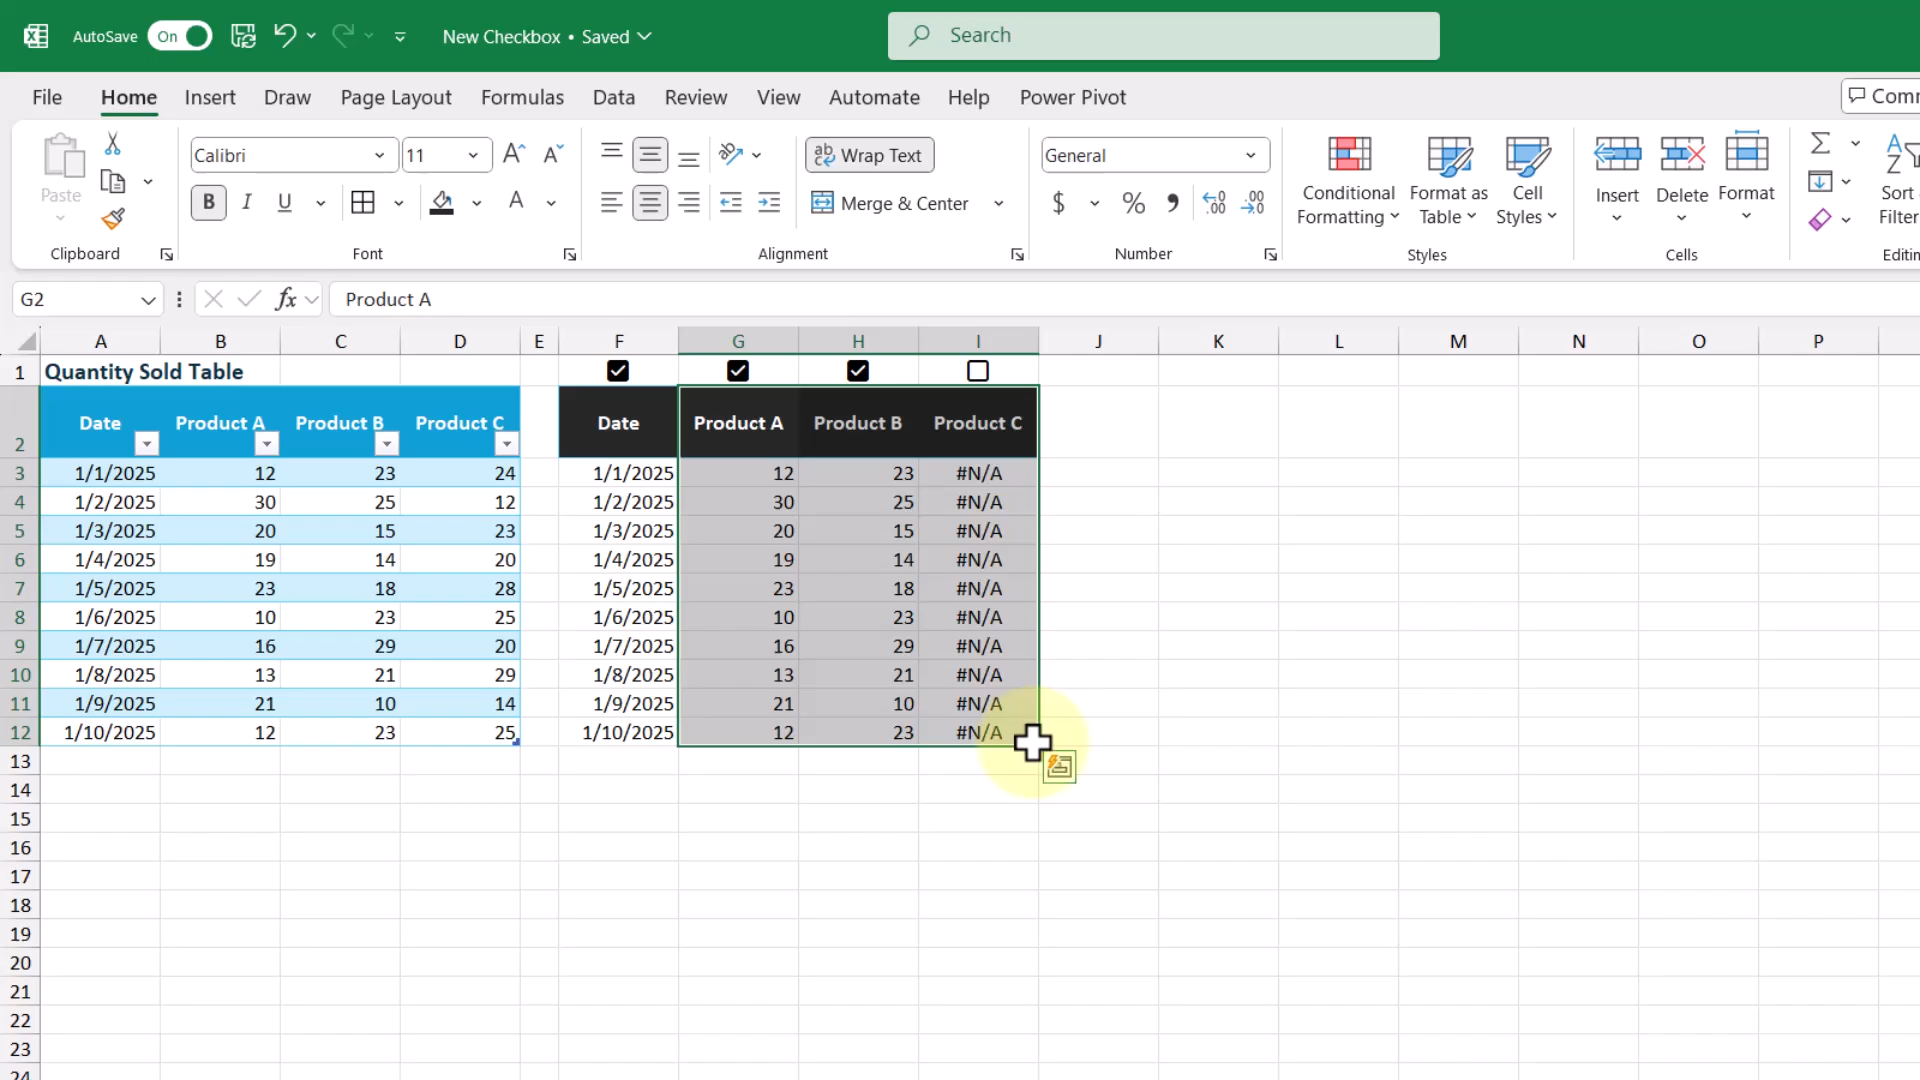 AutoSave On New Checkbox • Saved Search
File Home Insert Draw Page Layout Formulas Data Review View Automate Help Power Pivot Comm
Paste Calibri 11 Wrap Text General Conditional Formatting Format as Table Cell Styles Insert Delete Format Sort Filter
B I U Merge & Center $ %
Clipboard Font Alignment Number Styles Cells Editin
G2 fx Product A
A B C D E F G H I J K L M N O P
1 Quantity Sold Table
2 Date Product A Product B Product C Date Product A Product B Product C
3 1/1/2025 12 23 24 1/1/2025 12 23 #N/A
4 1/2/2025 30 25 12 1/2/2025 30 25 #N/A
5 1/3/2025 20 15 23 1/3/2025 20 15 #N/A
6 1/4/2025 19 14 20 1/4/2025 19 14 #N/A
7 1/5/2025 23 18 28 1/5/2025 23 18 #N/A
8 1/6/2025 10 23 25 1/6/2025 10 23 #N/A
9 1/7/2025 16 29 20 1/7/2025 16 29 #N/A
10 1/8/2025 13 21 29 1/8/2025 13 21 #N/A
11 1/9/2025 21 10 14 1/9/2025 21 10 #N/A
12 1/10/2025 12 23 25 1/10/2025 12 23 #N/A
13
14
15
16
17
18
19
20
21
22
23
24